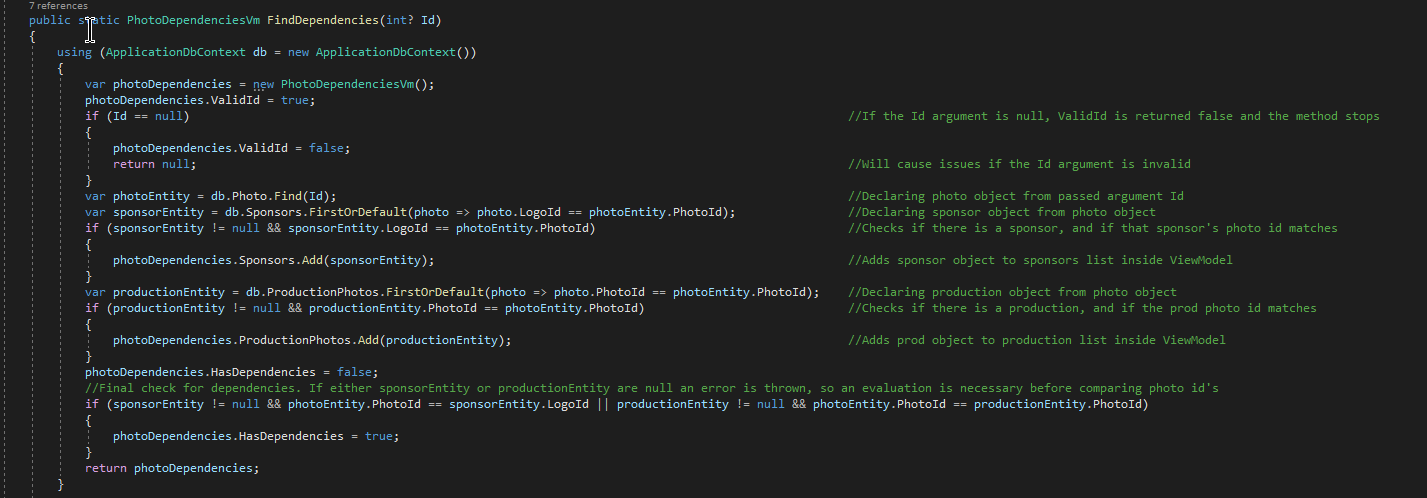 7 references
public static PhotoDependenciesVm FindDependencies(int? Id)
{
using (ApplicationDbContext db = new ApplicationDbContext())
{
var photoDependencies = new PhotoDependenciesVm();
photoDependencies.ValidId = true;
if (Id == null) //If the Id argument is null, ValidId is returned false and the method stops
{
photoDependencies.ValidId = false;
return null; //Will cause issues if the Id argument is invalid
}
var photoEntity = db.Photo.Find(Id); //Declaring photo object from passed argument Id
var sponsorEntity = db.Sponsors.FirstOrDefault(photo => photo.LogoId == photoEntity.PhotoId); //Declaring sponsor object from photo object
if (sponsorEntity != null && sponsorEntity.LogoId == photoEntity.PhotoId) //Checks if there is a sponsor, and if that sponsor's photo id matches
{
photoDependencies.Sponsors.Add(sponsorEntity); //Adds sponsor object to sponsors list inside ViewModel
}
var productionEntity = db.ProductionPhotos.FirstOrDefault(photo => photo.PhotoId == photoEntity.PhotoId); //Declaring production object from photo object
if (productionEntity != null && productionEntity.PhotoId == photoEntity.PhotoId) //Checks if there is a production, and if the prod photo id matches
{
photoDependencies.ProductionPhotos.Add(productionEntity); //Adds prod object to production list inside ViewModel
}
photoDependencies.HasDependencies = false;
//Final check for dependencies. If either sponsorEntity or productionEntity are null an error is thrown, so an evaluation is necessary before comparing photo id's
if (sponsorEntity != null && photoEntity.PhotoId == sponsorEntity.LogoId || productionEntity != null && photoEntity.PhotoId == productionEntity.PhotoId)
{
photoDependencies.HasDependencies = true;
}
return photoDependencies;
}